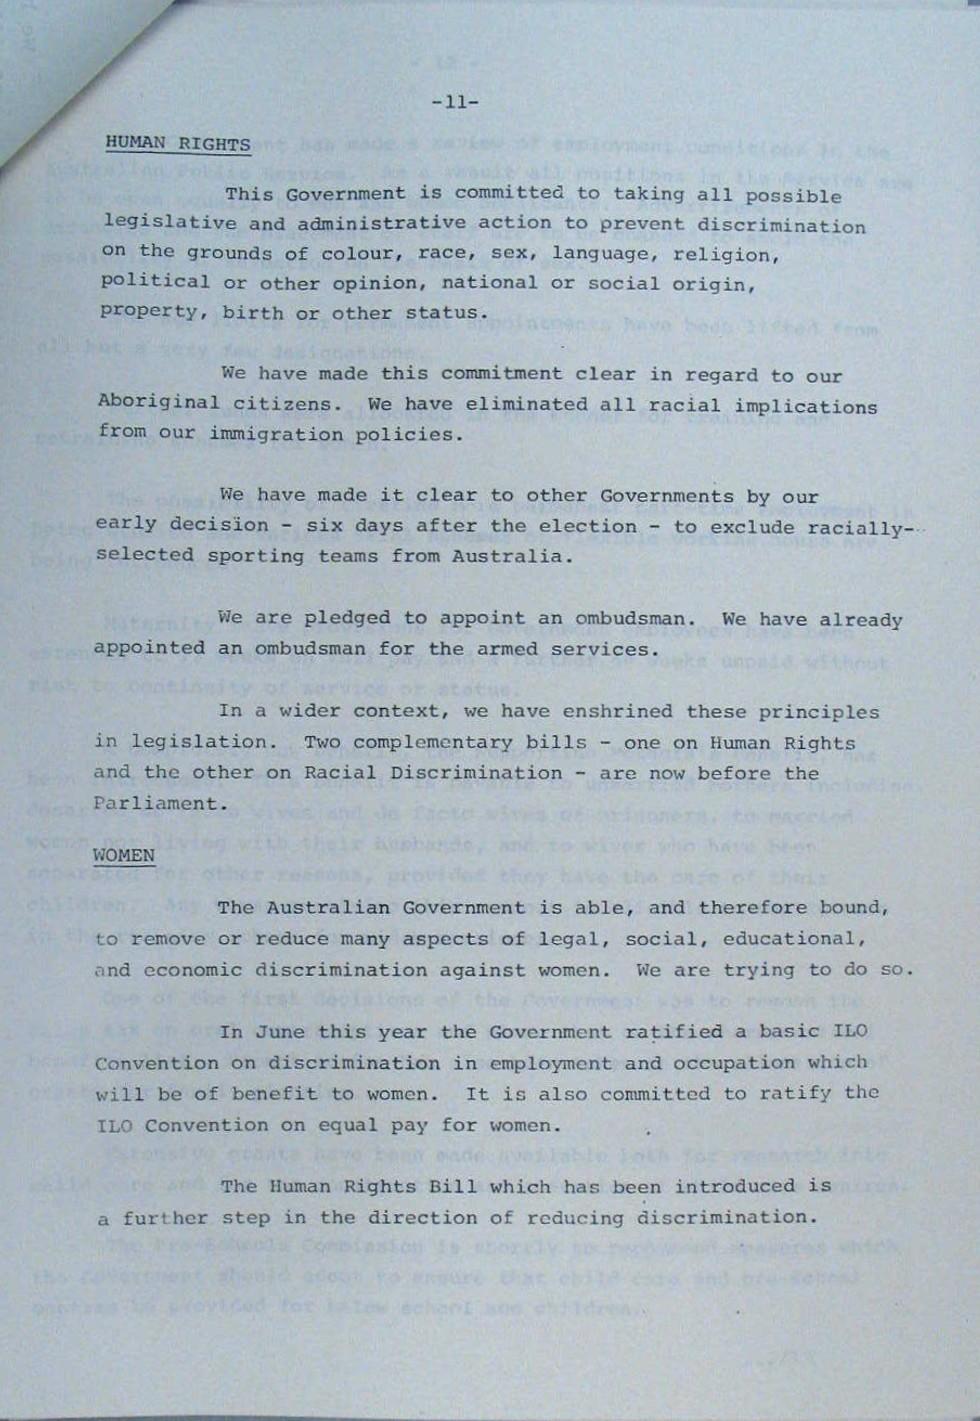 -11-
HUMAN RIGHTS
This Government is committed to taking all possible
legislative and administrative action to prevent discrimination
on the grounds of colour, race, sex, language, religion,
political or other opinion, national or social origin,
property, birth or other status.
We have made this commitment clear in regard to our
Aboriginal citizens. We have eliminated all racial implications
from our immigration policies.
We have made it clear to other Governments by our
early decision - six days after the election - to exclude racially-
selected sporting teams from Australia.
We are pledged to appoint an ombudsman. We have already
appointed an ombudsman for the armed services.
In a wider context, we have enshrined these principles
in legislation. Two complementary bills - one on Human Rights
and the other on Racial Discrimination - are now before the
Parliament.
WOMEN
The Australian Government is able, and therefore bound,
to remove or reduce many aspects of legal, social, educational,
and economic discrimination against women. We are trying to do so.
In June this year the Government ratified a basic ILO
Convention on discrimination in employment and occupation which
will be of benefit to women. It is also committed to ratify the
ILO Convention on equal pay for women.
The Human Rights Bill which has been introduced is
a further step in the direction of reducing discrimination.